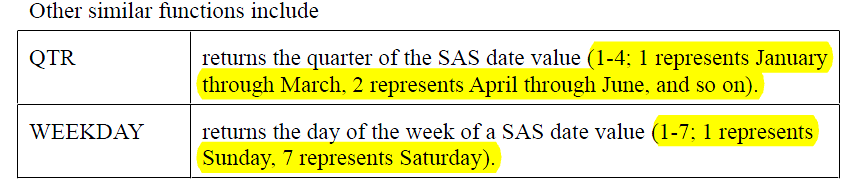 Other similar functions include
QTR returns the quarter of the SAS date value (1-4; 1 represents January
through March, 2 represents April through June, and so on).
WEEKDAY returns the day of the week of a SAS date value (1-7; 1 represents
Sunday, 7 represents Saturday).